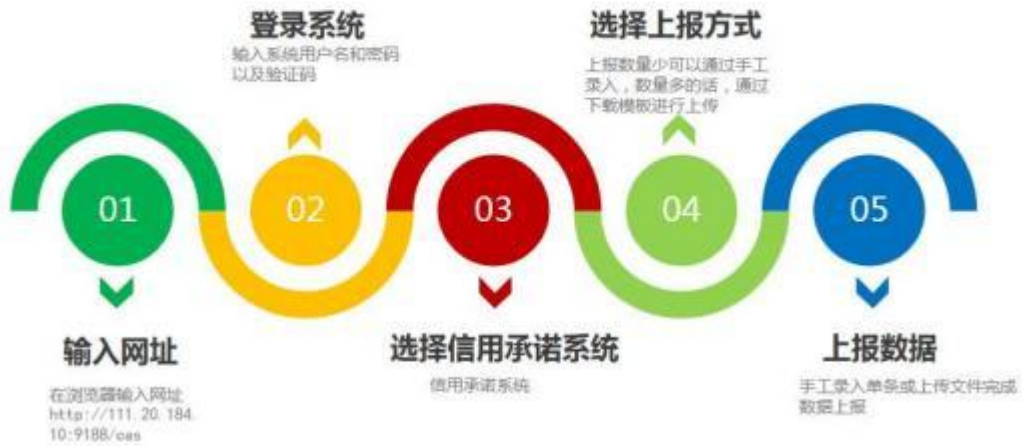 登录系统
输入系统用户名和密码
以及验证码
选择上报方式
上报数量少可以通过手工
录入，数量多的话，通过
下载模板进行上传
01
02
03
04
05
输入网址
在浏览器输入网址
http://111.20.184.
10:9188/oas
选择信用承诺系统
信用承诺系统
上报数据
手工录入单条或上传文件完成
数据上报